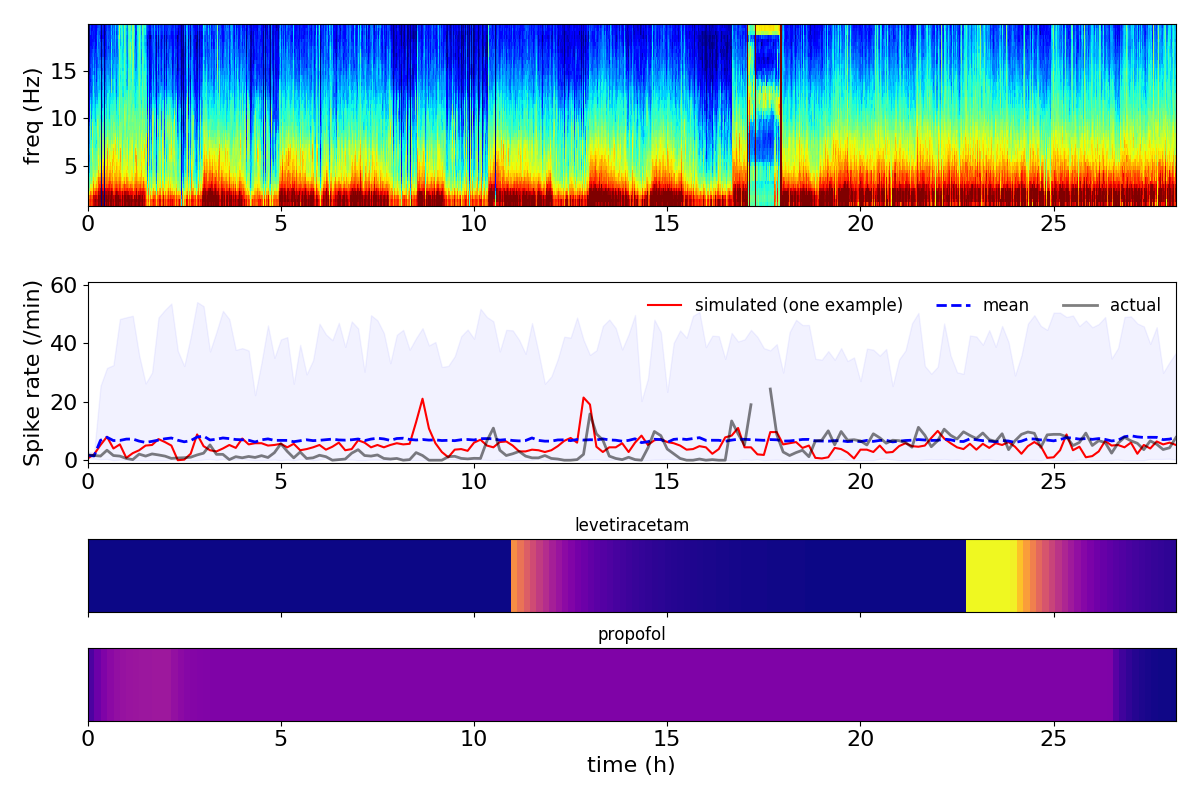 freq (Hz)
15
10
5
0 5 10 15 20 25
Spike rate (/min)
60
40
20
0
simulated (one example) mean actual
0 5 10 15 20 25
levetiracetam
propofol
0 5 10 15 20 25
time (h)